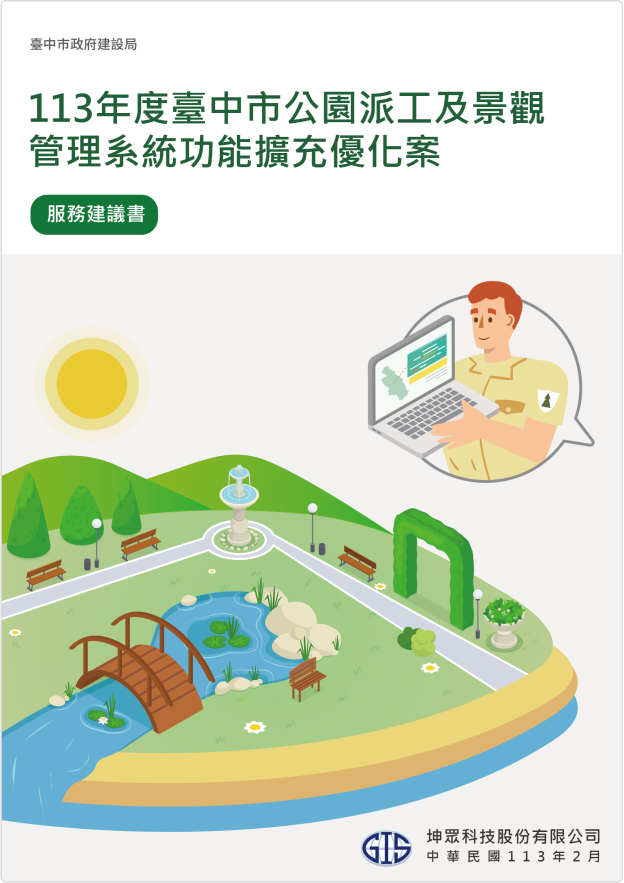 臺中市政府建設局
113年度臺中市公園派工及景觀
管理系統功能擴充優化案
服務建議書
GIS
坤眾科技股份有限公司
中華民國113年2月